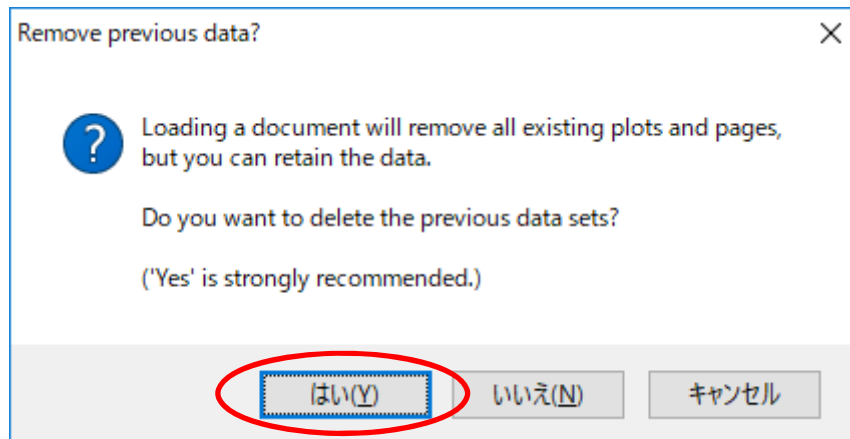 Remove previous data?
?
Loading a document will remove all existing plots and pages,
but you can retain the data.
Do you want to delete the previous data sets?
('Yes' is strongly recommended.)
はい(Y)
いいえ(N)
キャンセル